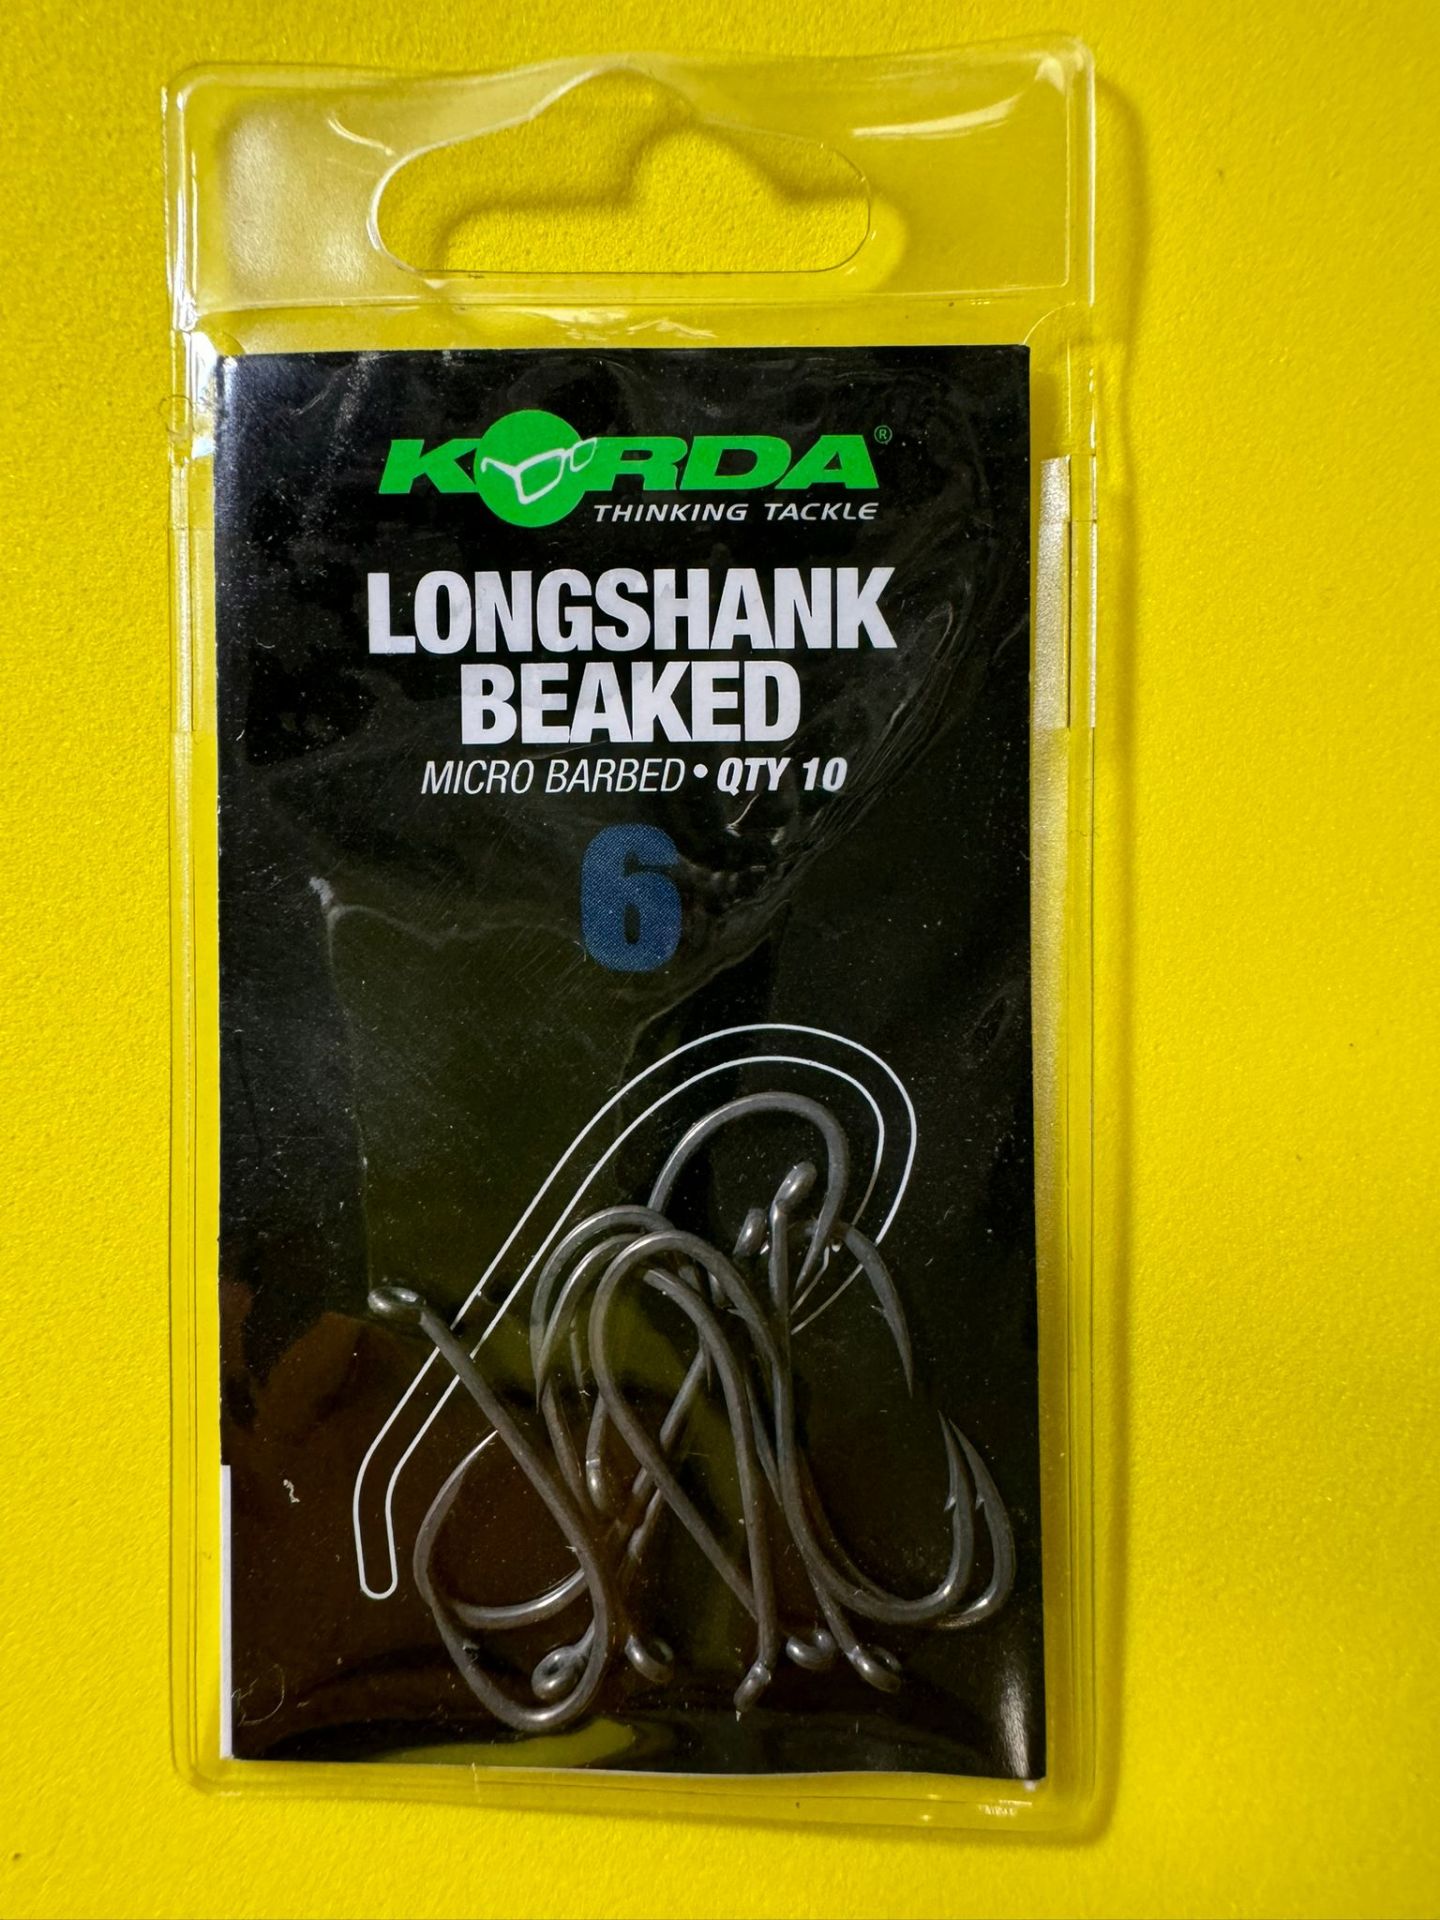 KORDA®
THINKING TACKLE
LONGSHANK
BEAKED
MICRO BARBED • QTY 10
6